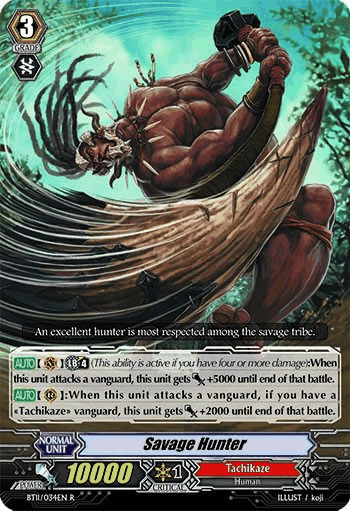 3
GRADE
An excellent hunter is most respected among the savage tribe.
AUTO [ ] LB 4 (This ability is active if you have four or more damage):When
this unit attacks a vanguard, this unit gets +5000 until end of that battle.
AUTO [ ]:When this unit attacks a vanguard, if you have a
«Tachikaze» vanguard, this unit gets +2000 until end of that battle.
NORMAL
UNIT
Savage Hunter
POWER
10000
1
CRITICAL
Tachikaze
Human
BT11/034EN R
ILLUST / koji